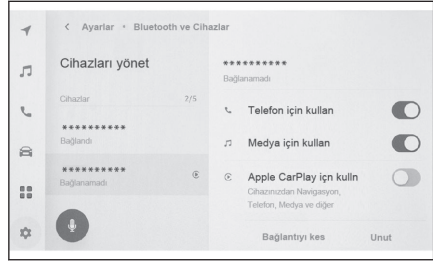 < Ayarlar • Bluetooth ve Cihazlar
Cihazları yönet
Cihazlar 7/5
**********
Bağlandı
**********
Bağlanamadı
**********
Bağlanamadı
Telefon için kullan
Medya için kullan
Apple CarPlay içn kulln
Cihazınızdan Navigasyon,
Telefon, Medya ve diğer
Bağlantıyı kes Unut